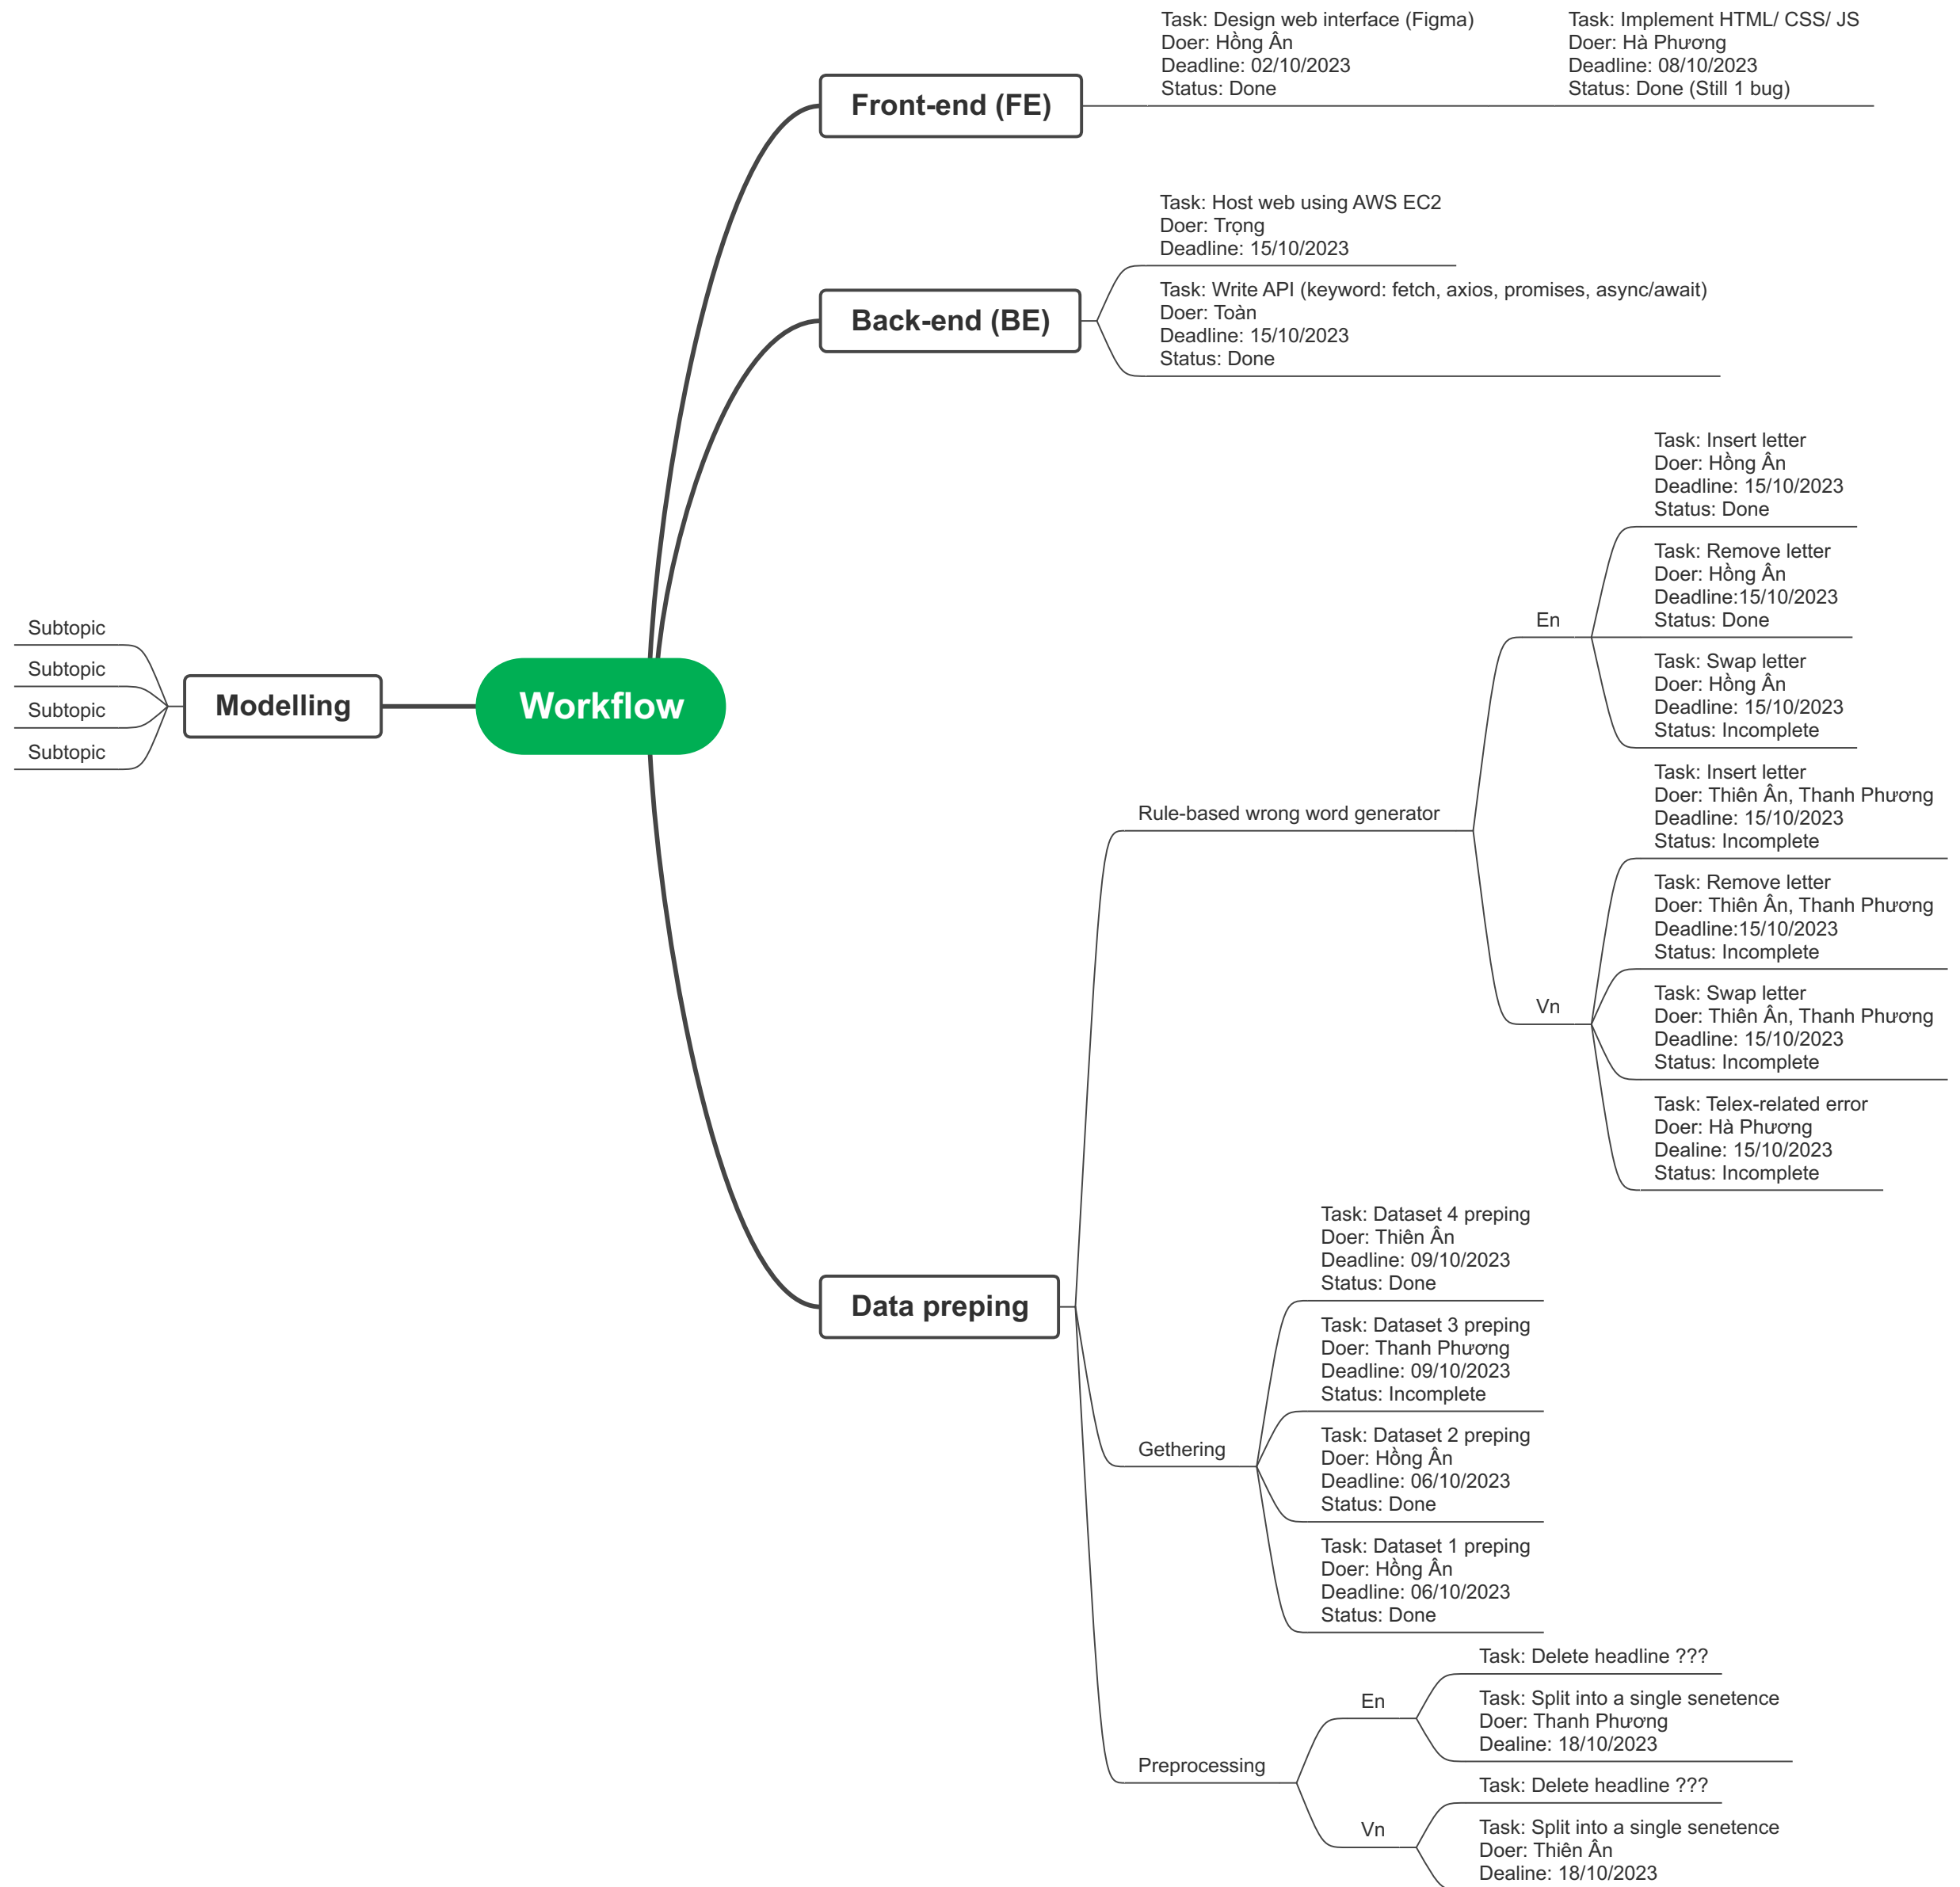 Task: Design web interface (Figma)
Doer: Hồng Ân
Deadline: 02/10/2023
Status: Done
Task: Implement HTML/ CSS/ JS
Doer: Hà Phương
Deadline: 08/10/2023
Status: Done (Still 1 bug)
Front-end (FE)
Task: Host web using AWS EC2
Doer: Trọng
Deadline: 15/10/2023
Back-end (BE)
Task: Write API (keyword: fetch, axios, promises, async/await)
Doer: Toàn
Deadline: 15/10/2023
Status: Done
Subtopic
Subtopic
Subtopic
Subtopic
Modelling
Workflow
Rule-based wrong word generator
En
Task: Insert letter
Doer: Hồng Ân
Deadline: 15/10/2023
Status: Done
Task: Remove letter
Doer: Hồng Ân
Deadline:15/10/2023
Status: Done
Task: Swap letter
Doer: Hồng Ân
Deadline: 15/10/2023
Status: Incomplete
Vn
Task: Insert letter
Doer: Thiên Ân, Thanh Phương
Deadline: 15/10/2023
Status: Incomplete
Task: Remove letter
Doer: Thiên Ân, Thanh Phương
Deadline:15/10/2023
Status: Incomplete
Task: Swap letter
Doer: Thiên Ân, Thanh Phương
Deadline: 15/10/2023
Status: Incomplete
Task: Telex-related error
Doer: Hà Phương
Dealine: 15/10/2023
Status: Incomplete
Data preping
Gethering
Task: Dataset 4 preping
Doer: Thiên Ân
Deadline: 09/10/2023
Status: Done
Task: Dataset 3 preping
Doer: Thanh Phương
Deadline: 09/10/2023
Status: Incomplete
Task: Dataset 2 preping
Doer: Hồng Ân
Deadline: 06/10/2023
Status: Done
Task: Dataset 1 preping
Doer: Hồng Ân
Deadline: 06/10/2023
Status: Done
Preprocessing
En
Task: Delete headline ???
Task: Split into a single senetence
Doer: Thanh Phương
Dealine: 18/10/2023
Vn
Task: Delete headline ???
Task: Split into a single senetence
Doer: Thiên Ân
Dealine: 18/10/2023